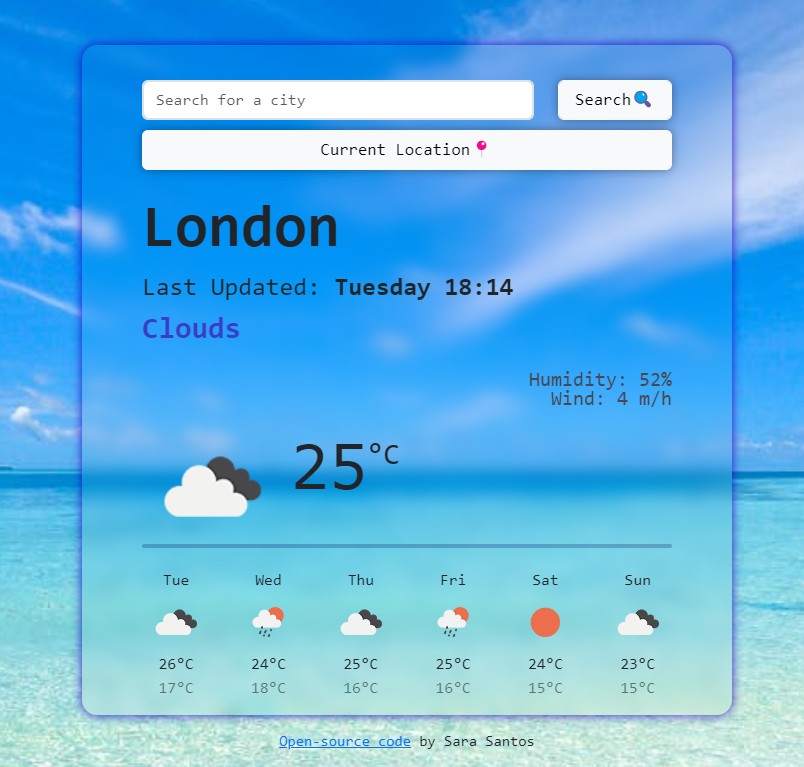 Search for a city
Search
Current Location
London
Last Updated: Tuesday 18:14
Clouds
Humidity: 52%
Wind: 4 m/h
25°C
Tue Wed Thu Fri Sat Sun
26°C 24°C 25°C 25°C 24°C 23°C
17°C 18°C 16°C 16°C 15°C 15°C
Open-source code by Sara Santos